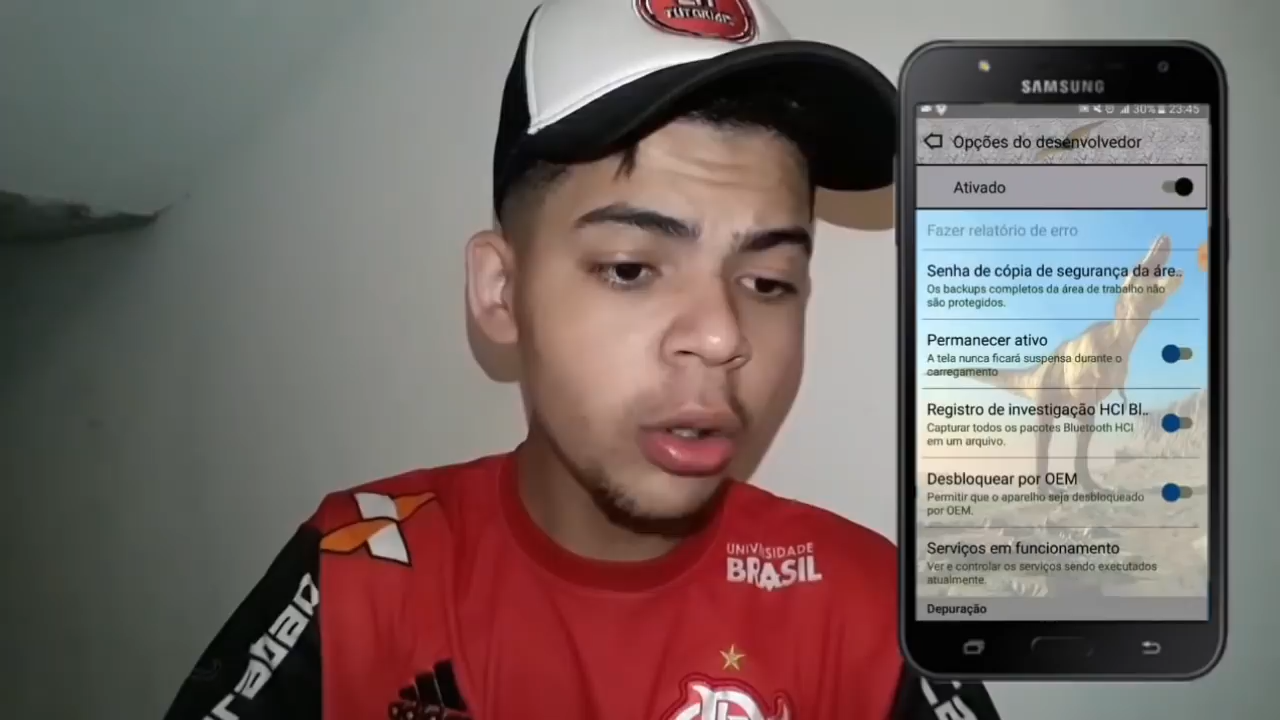 TUTORIAIS
UNIVERSIDADE
BRASIL
SAMSUNG
30% 23:45
Opções do desenvolvedor
Ativado
Fazer relatório de erro
Senha de cópia de segurança da áre..
Os backups completos da área de trabalho não
são protegidos.
Permanecer ativo
A tela nunca ficará suspensa durante o
carregamento
Registro de investigação HCI Bl..
Capturar todos os pacotes Bluetooth HCI
em um arquivo.
Desbloquear por OEM
Permitir que o aparelho seja desbloqueado
por OEM.
Serviços em funcionamento
Ver e controlar os serviços sendo executados
atualmente.
Depuração